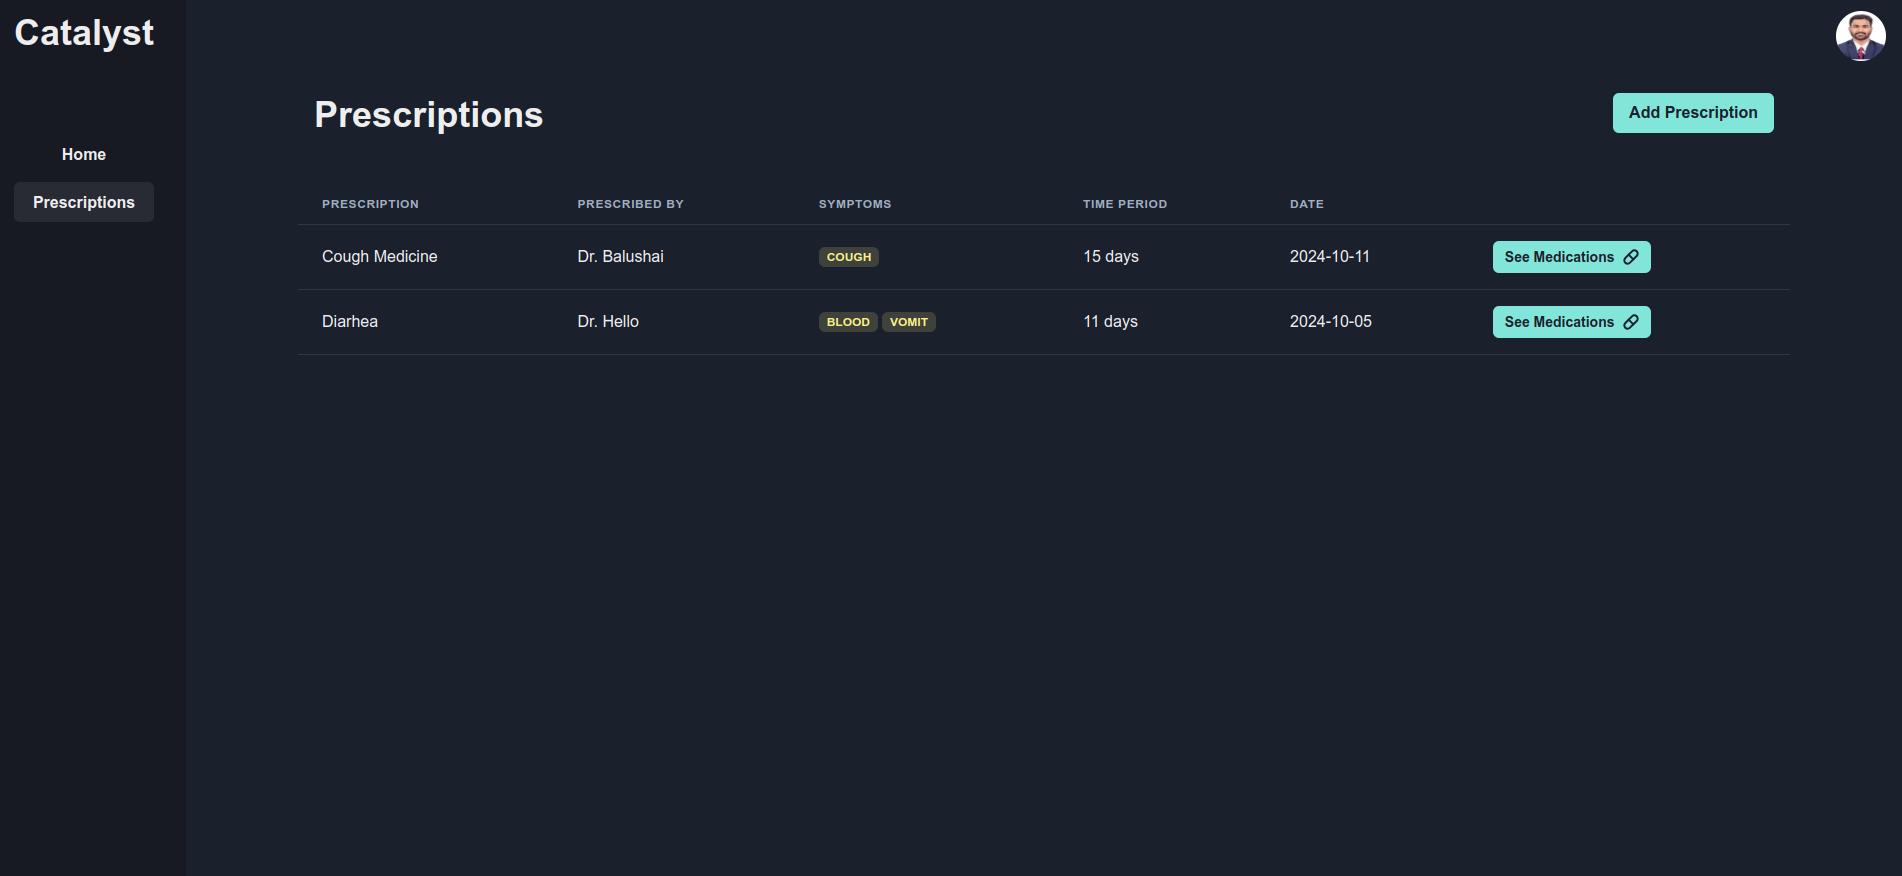 Catalyst
Home
Prescriptions
Prescriptions
Add Prescription
PRESCRIPTION PRESCRIBED BY SYMPTOMS TIME PERIOD DATE
Cough Medicine Dr. Balushai COUGH 15 days 2024-10-11 See Medications
Diarhea Dr. Hello BLOOD VOMIT 11 days 2024-10-05 See Medications